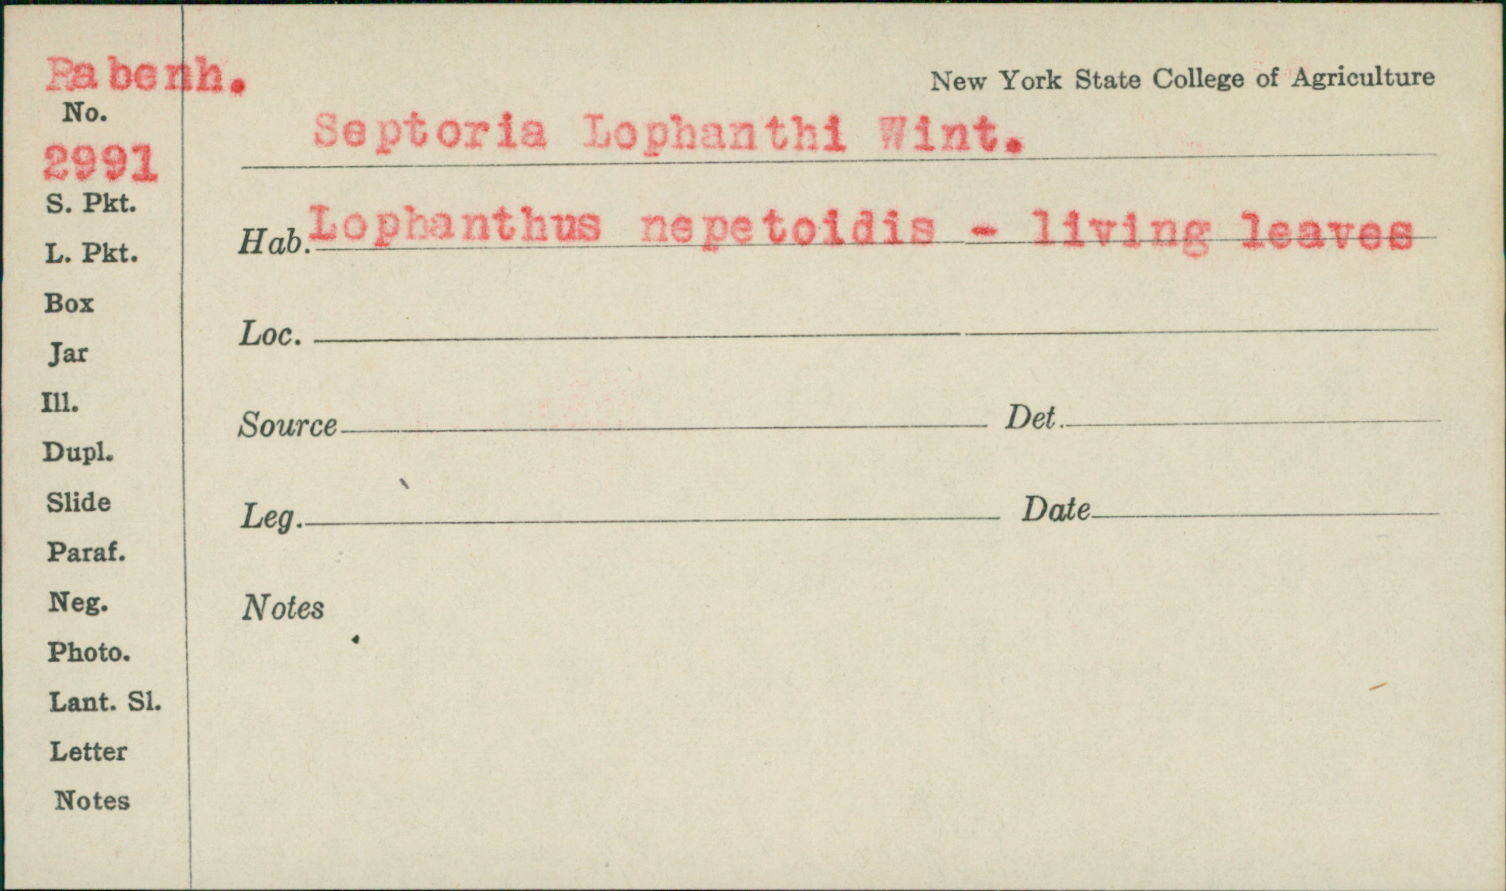 Rabenh.
No.
2991
S. Pkt.
L. Pkt.
Box
Jar
Ill.
Dupl.
Slide
Paraf.
Neg.
Photo.
Lant. Sl.
Letter
Notes
New York State College of Agriculture
Septoria Lophanthi Wint.
Hab. Lophanthus nepetoidis - living leaves
Loc.
Source Det.
Leg. Date
Notes